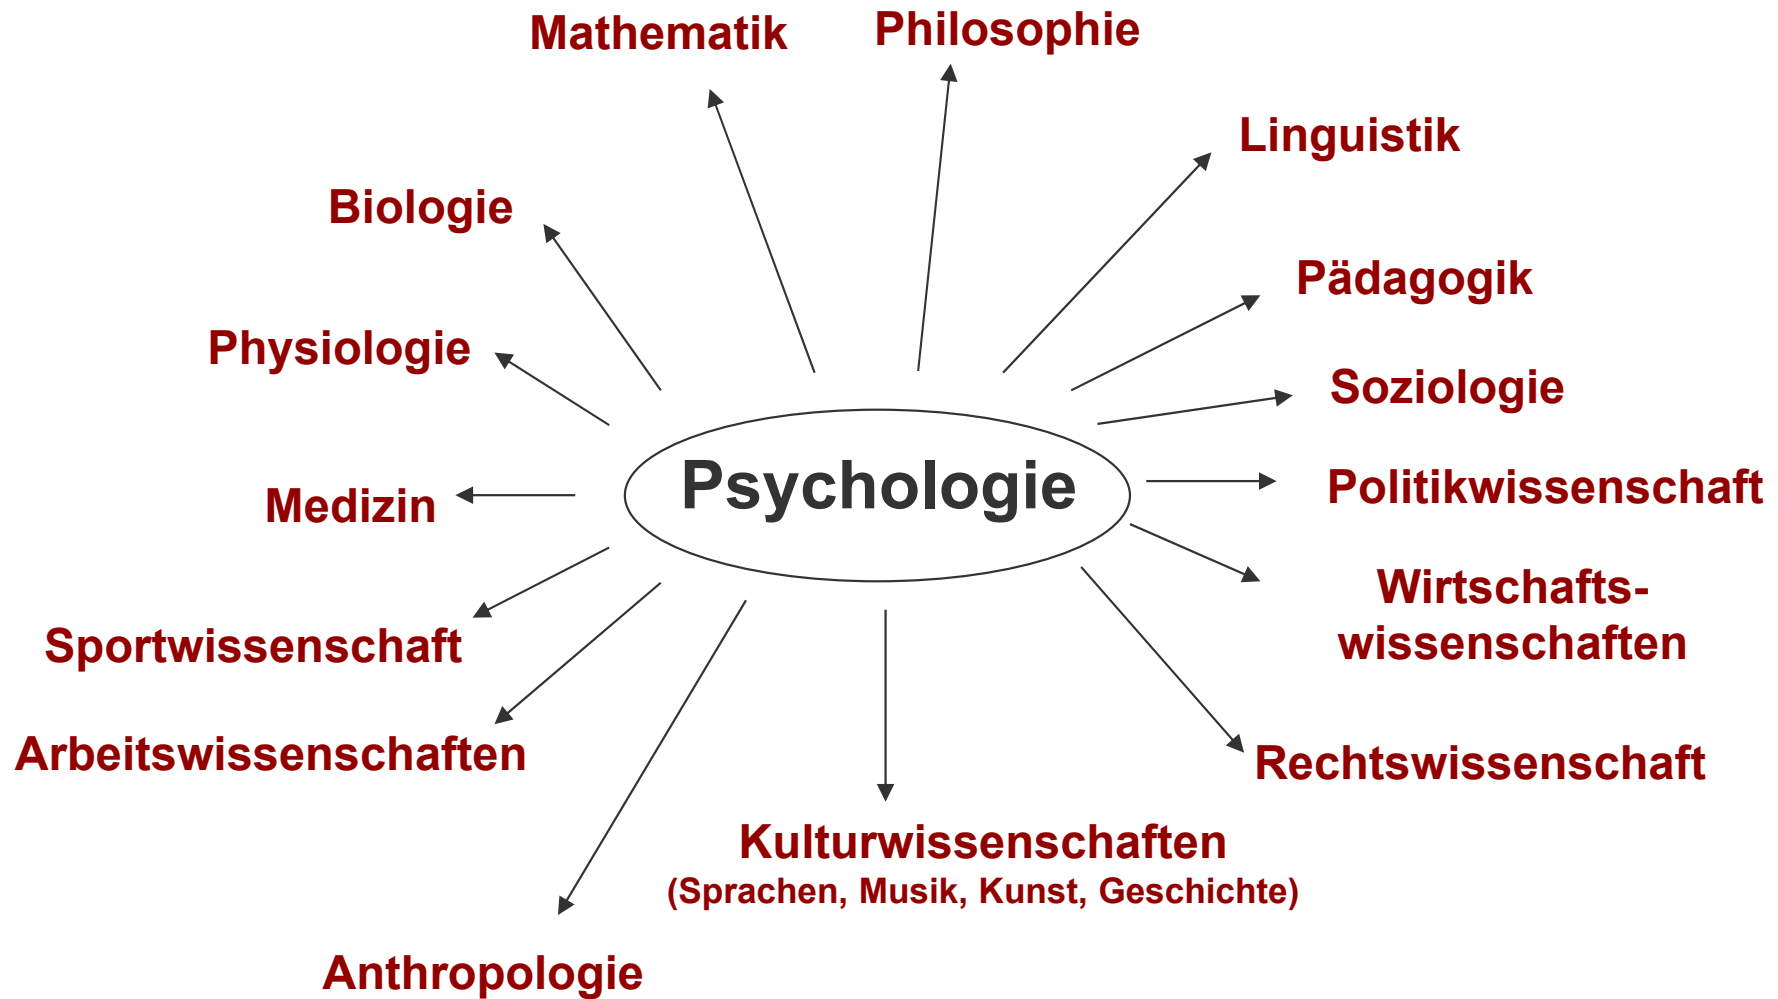 Mathematik
Philosophie
Linguistik
Biologie
Pädagogik
Physiologie
Soziologie
Psychologie
Politikwissenschaft
Medizin
Wirtschafts-
wissenschaften
Sportwissenschaft
Arbeitswissenschaften
Rechtswissenschaft
Kulturwissenschaften
(Sprachen, Musik, Kunst, Geschichte)
Anthropologie